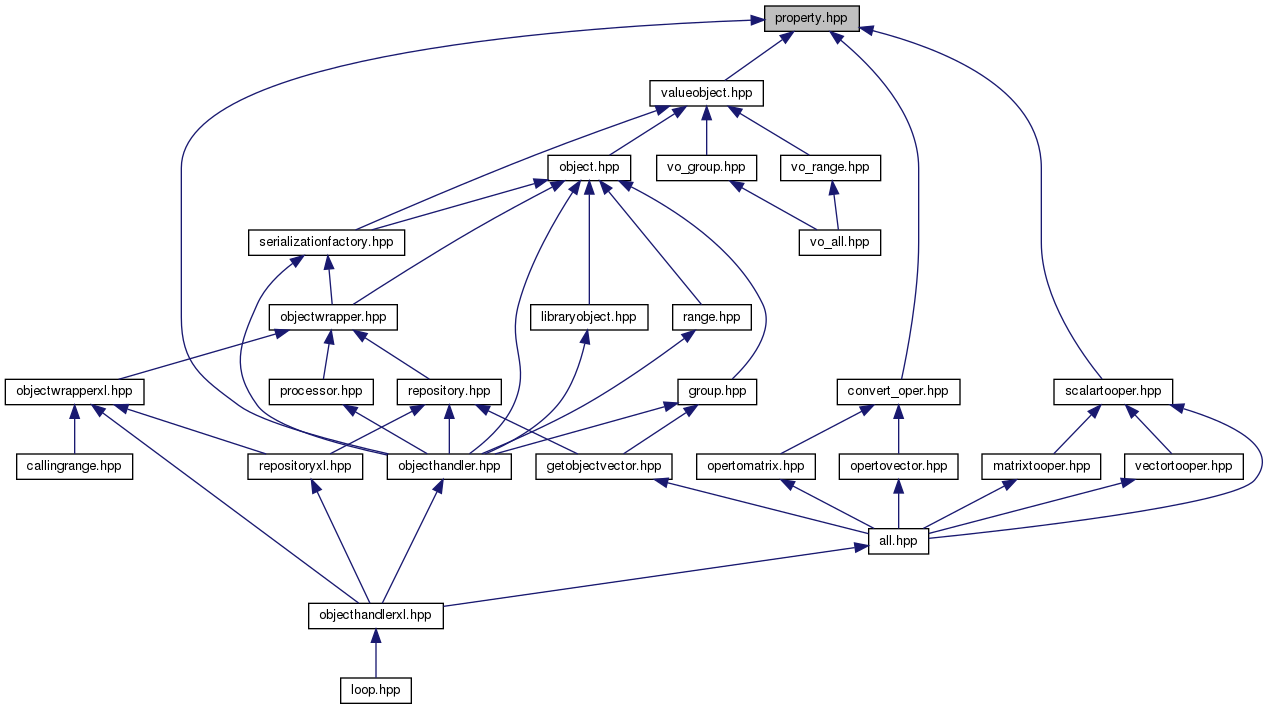 property.hpp
valueobject.hpp
object.hpp
vo_group.hpp
vo_range.hpp
serializationfactory.hpp
vo_all.hpp
objectwrapper.hpp
libraryobject.hpp
range.hpp
objectwrapperxl.hpp
processor.hpp
repository.hpp
group.hpp
convert_oper.hpp
scalartooper.hpp
callingrange.hpp
repositoryxl.hpp
objecthandler.hpp
getobjectvector.hpp
opertomatrix.hpp
opertovector.hpp
matrixtooper.hpp
vectortooper.hpp
all.hpp
objecthandlerxl.hpp
loop.hpp